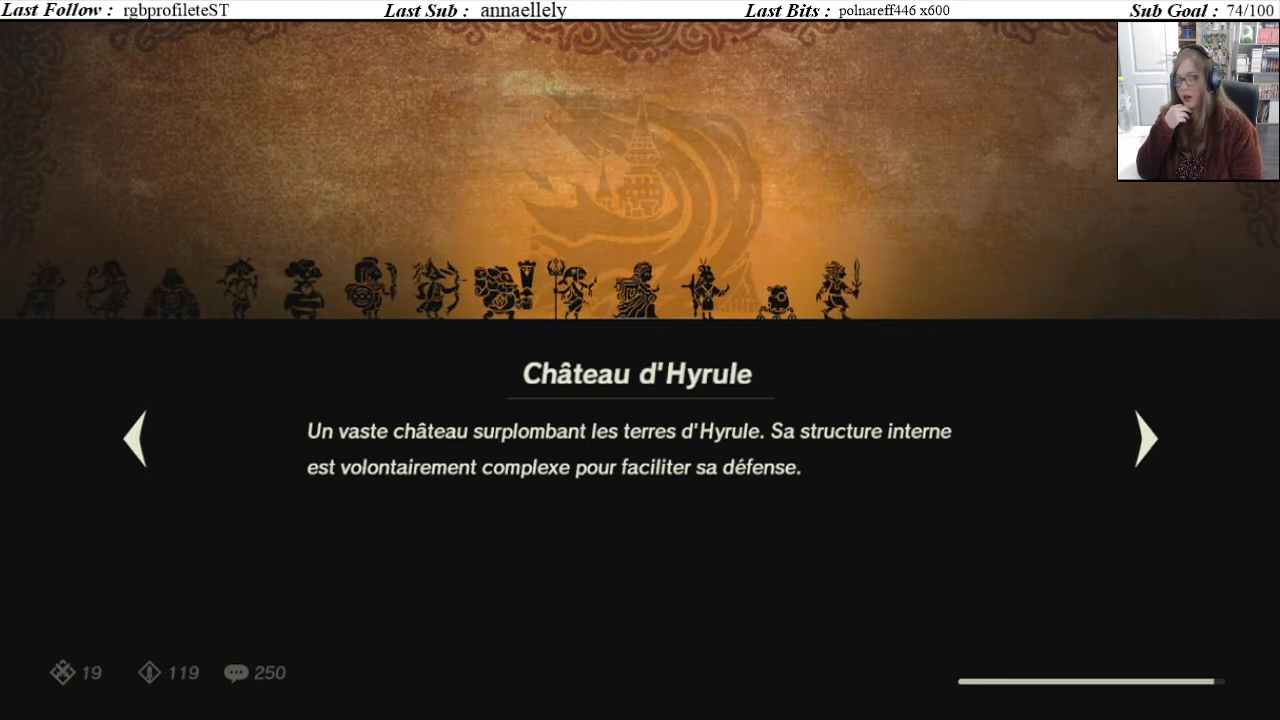 Last Follow : rgbprofileteST Last Sub : annaellely Last Bits : polnareff446 x600 Sub Goal : 74/100
Château d'Hyrule
Un vaste château surplombant les terres d'Hyrule. Sa structure interne
est volontairement complexe pour faciliter sa défense.
19 119 250